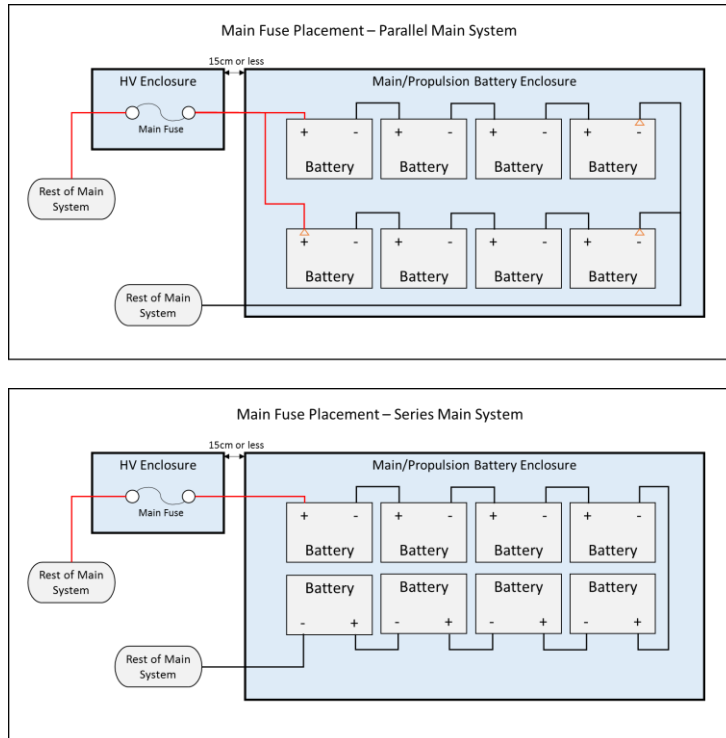 Main Fuse Placement – Parallel Main System
15cm or less
HV Enclosure
Main/Propulsion Battery Enclosure
Main Fuse
+ - + - + - + -
Battery Battery Battery Battery
Rest of Main
System
+ - + - + - + -
Battery Battery Battery Battery
Rest of Main
System
Main Fuse Placement – Series Main System
15cm or less
HV Enclosure
Main/Propulsion Battery Enclosure
Main Fuse
+ - + - + - + -
Battery Battery Battery Battery
Rest of Main
System
Battery Battery Battery Battery
- + - + - + - +
Rest of Main
System